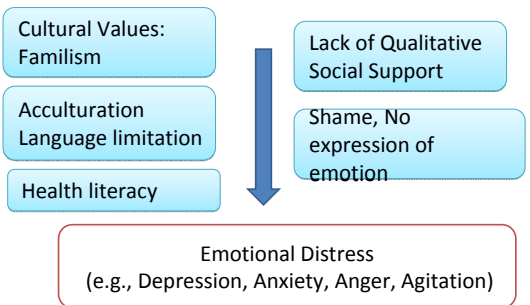 Cultural Values:
Familism
Acculturation
Language limitation
Health literacy
Lack of Qualitative
Social Support
Shame, No
expression of
emotion
Emotional Distress
(e.g., Depression, Anxiety, Anger, Agitation)